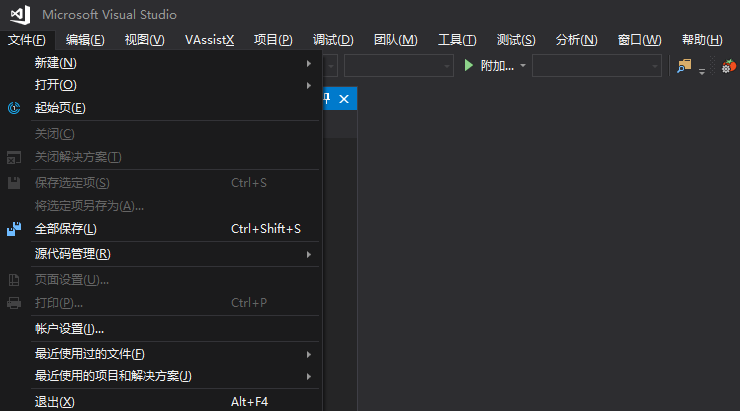 Microsoft Visual Studio
文件(F) 编辑(E) 视图(V) VAssistX 项目(P) 调试(D) 团队(M) 工具(T) 测试(S) 分析(N) 窗口(W) 帮助(H)
附加...
新建(N)
打开(O)
起始页(E)
关闭(C)
关闭解决方案(T)
保存选定项(S) Ctrl+S
将选定项另存为(A)...
全部保存(L) Ctrl+Shift+S
源代码管理(R)
页面设置(U)...
打印(P)... Ctrl+P
帐户设置(I)...
最近使用过的文件(F)
最近使用的项目和解决方案(J)
退出(X) Alt+F4